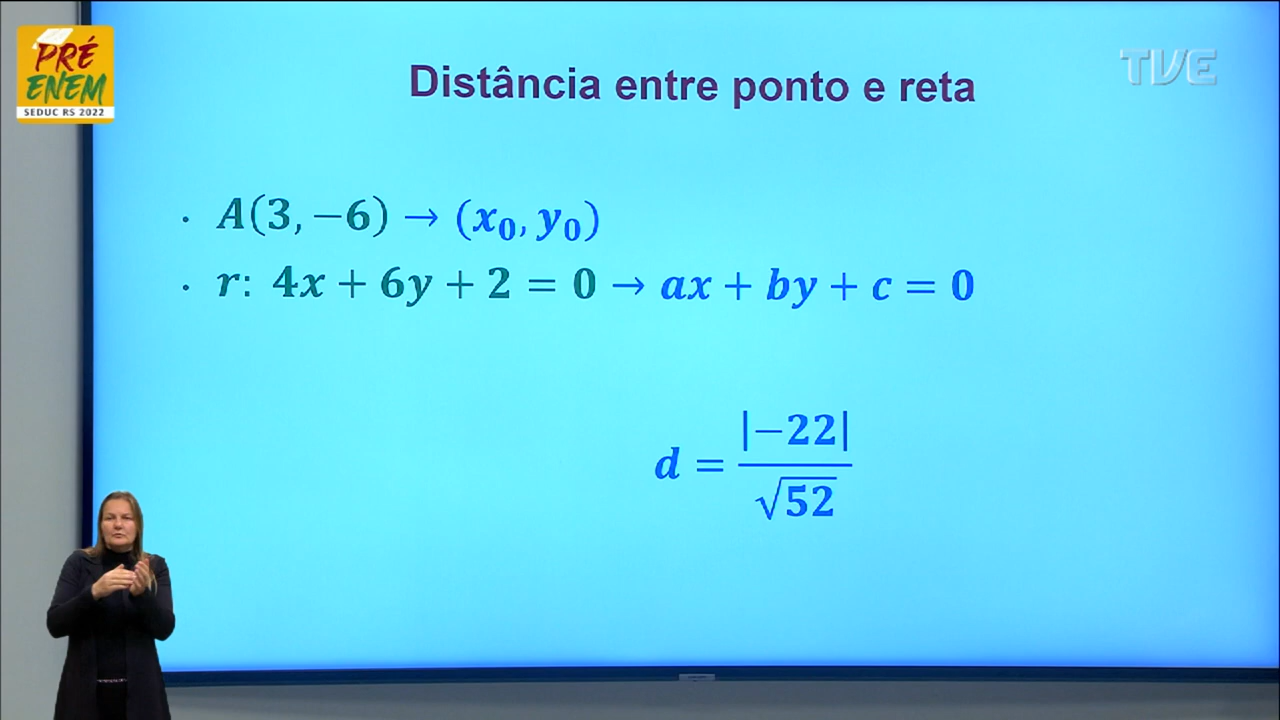 PRÉ
ENEM
SEDUC RS 2022
TVE
Distância entre ponto e reta
· A(3, −6) → (x₀, y₀)
· r: 4x + 6y + 2 = 0 → ax + by + c = 0
d = |−22| / √52